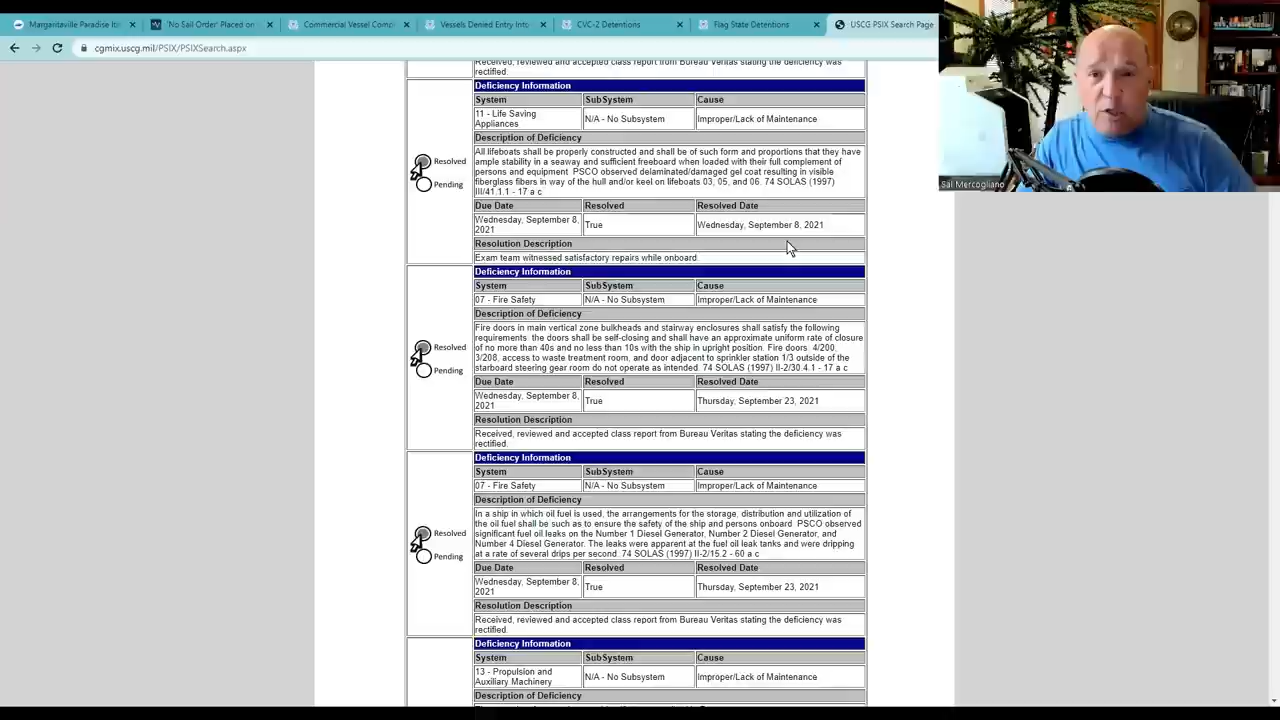 Margaritaville Paradise Itin
'No Sail Order' Placed on
Commercial Vessel Compl
Vessels Denied Entry Into
CVC-2 Detentions
Flag State Detentions
USCG PSIX Search Page
cgmix.uscg.mil/PSIX/PSIXSearch.aspx
Received, reviewed and accepted class report from Bureau Veritas stating the deficiency was
rectified.
Deficiency Information
System SubSystem Cause
11 - Life Saving
Appliances
N/A - No Subsystem
Improper/Lack of Maintenance
Description of Deficiency
All lifeboats shall be properly constructed and shall be of such form and proportions that they have
ample stability in a seaway and sufficient freeboard when loaded with their full complement of
persons and equipment PSCO observed delaminated/damaged gel coat resulting in visible
fiberglass fibers in way of the hull and/or keel on lifeboats 03, 05, and 06. 74 SOLAS (1997)
III/41.1.1 - 17 a c
Resolved
Pending
Due Date Resolved Resolved Date
Wednesday, September 8,
2021
True
Wednesday, September 8, 2021
Resolution Description
Exam team witnessed satisfactory repairs while onboard
Deficiency Information
System SubSystem Cause
07 - Fire Safety N/A - No Subsystem Improper/Lack of Maintenance
Description of Deficiency
Fire doors in main vertical zone bulkheads and stairway enclosures shall satisfy the following
requirements the doors shall be self-closing and shall have an approximate uniform rate of closure
of no more than 40s and no less than 10s with the ship in upright position. Fire doors 4/200,
3/208, access to waste treatment room, and door adjacent to sprinkler station 1/3 outside of the
starboard steering gear room do not operate as intended. 74 SOLAS (1997) II-2/30.4.1 - 17 a c
Resolved
Pending
Due Date Resolved Resolved Date
Wednesday, September 8,
2021
True
Thursday, September 23, 2021
Resolution Description
Received, reviewed and accepted class report from Bureau Veritas stating the deficiency was
rectified.
Deficiency Information
System SubSystem Cause
07 - Fire Safety N/A - No Subsystem Improper/Lack of Maintenance
Description of Deficiency
In a ship in which oil fuel is used, the arrangements for the storage, distribution and utilization of
the oil fuel shall be such as to ensure the safety of the ship and persons onboard PSCO observed
significant fuel oil leaks on the Number 1 Diesel Generator, Number 2 Diesel Generator, and
Number 4 Diesel Generator. The leaks were apparent at the fuel oil leak tanks and were dripping
at a rate of several drips per second. 74 SOLAS (1997) II-2/15.2 - 60 a c
Resolved
Pending
Due Date Resolved Resolved Date
Wednesday, September 8,
2021
True
Thursday, September 23, 2021
Resolution Description
Received, reviewed and accepted class report from Bureau Veritas stating the deficiency was
rectified.
Deficiency Information
System SubSystem Cause
13 - Propulsion and
Auxiliary Machinery
N/A - No Subsystem
Improper/Lack of Maintenance
Description of Deficiency
Sal Mercogliano